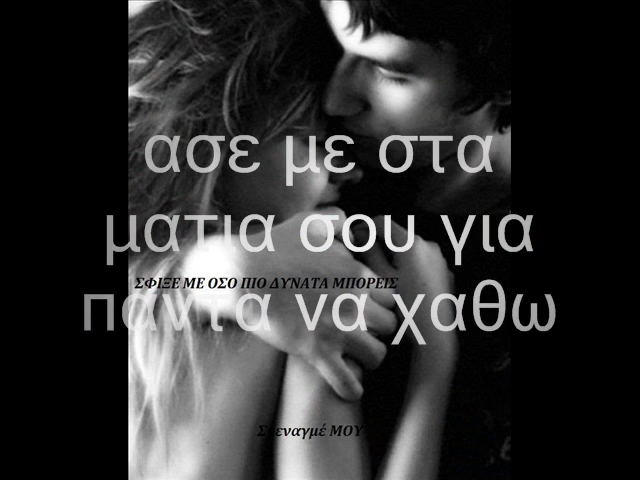 ασε με στα
ματια σου για
ΣΦΙΞΕ ΜΕ ΟΣΟ ΠΙΟ ΔΥΝΑΤΑ ΜΠΟΡΕΙΣ
παντα να χαθω
Στεναγμέ ΜΟΥ